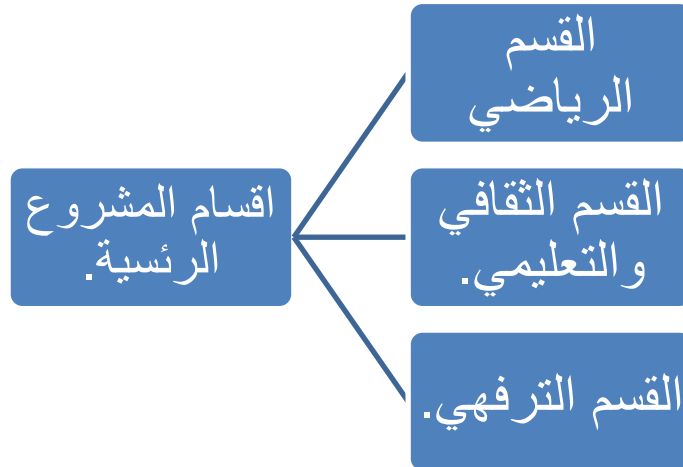 القسم
الرياضي
اقسام المشروع
الرئسية.
القسم الثقافي
والتعليمي.
القسم الترفهي.